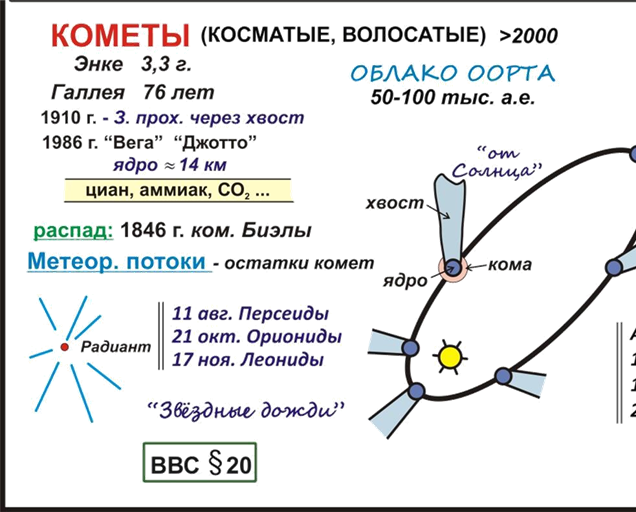 КОМЕТЫ (КОСМАТЫЕ, ВОЛОСАТЫЕ) >2000
Энке 3,3 г.
Галлея 76 лет
1910 г. - З. прох. через хвост
1986 г. “Вега” “Джотто”
ядро ≈ 14 км
циан, аммиак, CO₂ ...
распад: 1846 г. ком. Биэлы
Метеор. потоки - остатки комет
Радиант
11 авг. Персеиды
21 окт. Ориониды
17 ноя. Леониды
“Звёздные дожди”
ВВС § 20
ОБЛАКО ООРТА
50-100 тыс. а.е.
“от
Солнца”
хвост
ядро
кома